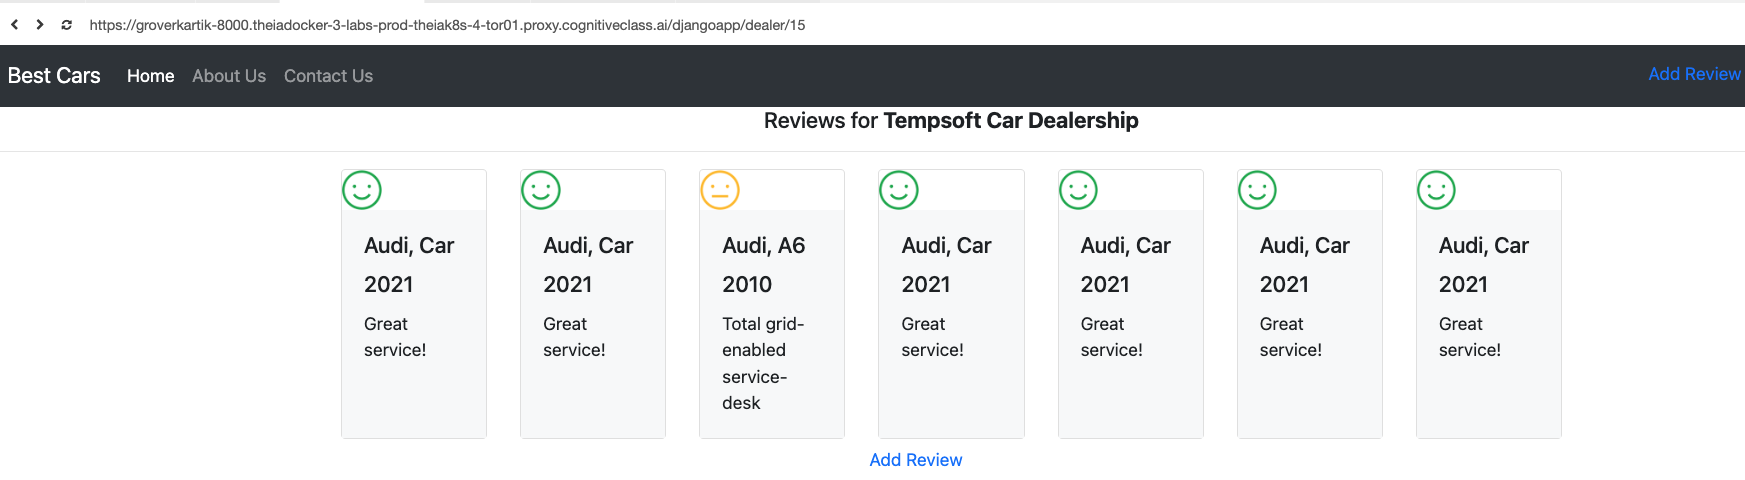 https://groverkartik-8000.theiadocker-3-labs-prod-theiak8s-4-tor01.proxy.cognitiveclass.ai/djangoapp/dealer/15
Best Cars Home About Us Contact Us Add Review
Reviews for Tempsoft Car Dealership
Audi, Car
2021
Great
service!
Audi, Car
2021
Great
service!
Audi, A6
2010
Total grid-
enabled
service-
desk
Audi, Car
2021
Great
service!
Audi, Car
2021
Great
service!
Audi, Car
2021
Great
service!
Audi, Car
2021
Great
service!
Add Review